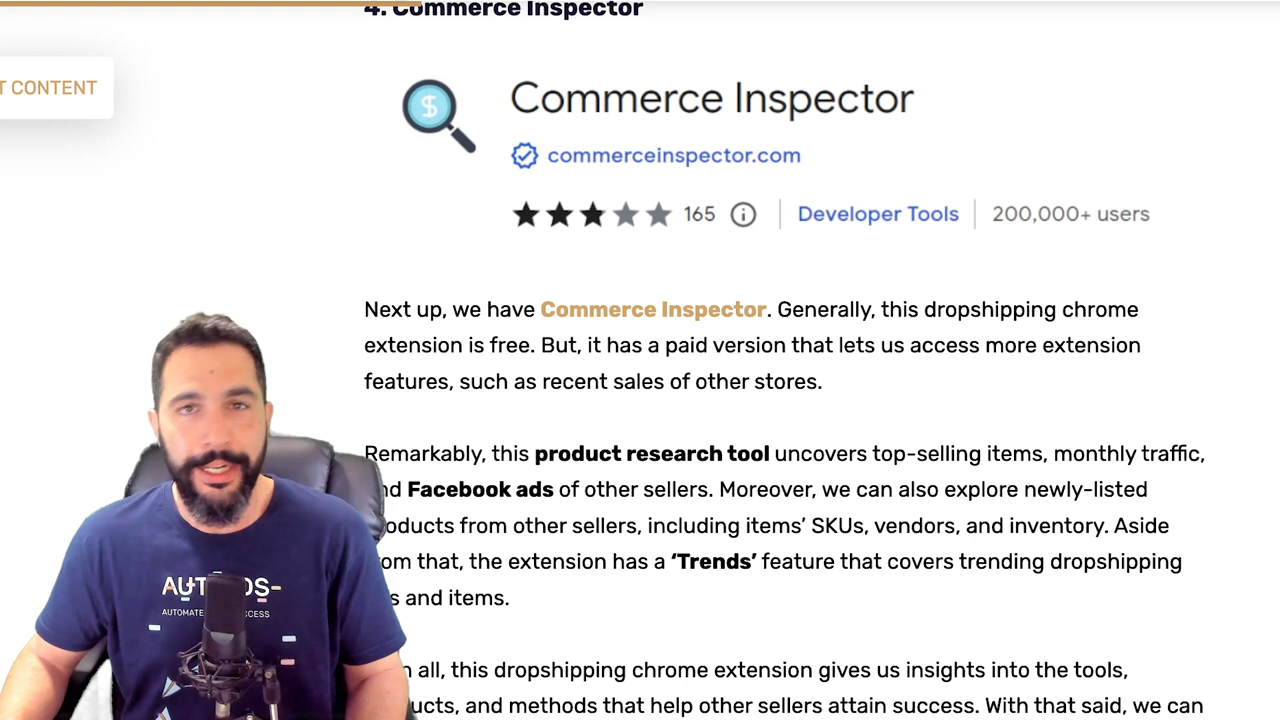 4. Commerce Inspector
T CONTENT
Commerce Inspector
commerceinspector.com
165
Developer Tools
200,000+ users
Next up, we have Commerce Inspector. Generally, this dropshipping chrome
extension is free. But, it has a paid version that lets us access more extension
features, such as recent sales of other stores.
Remarkably, this product research tool uncovers top-selling items, monthly traffic,
nd Facebook ads of other sellers. Moreover, we can also explore newly-listed
oducts from other sellers, including items’ SKUs, vendors, and inventory. Aside
om that, the extension has a ‘Trends’ feature that covers trending dropshipping
s and items.
all, this dropshipping chrome extension gives us insights into the tools,
ucts, and methods that help other sellers attain success. With that said, we can